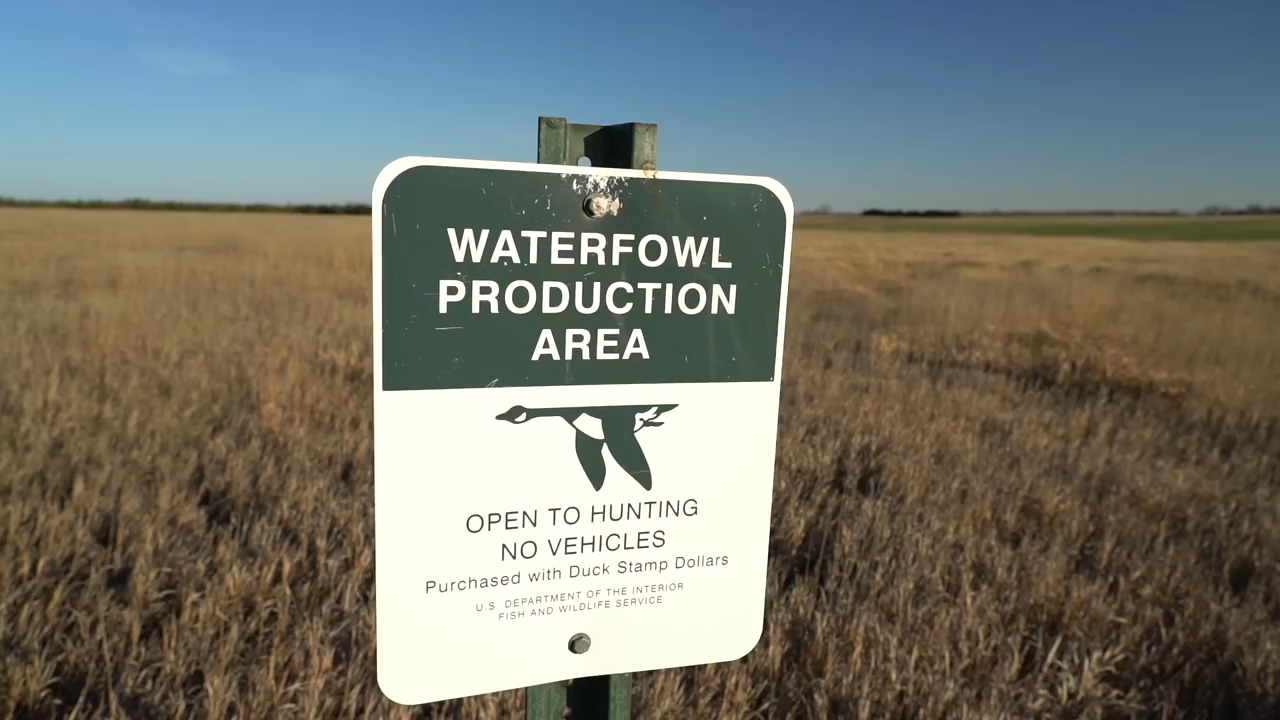 WATERFOWL
PRODUCTION
AREA
OPEN TO HUNTING
NO VEHICLES
Purchased with Duck Stamp Dollars
U.S. DEPARTMENT OF THE INTERIOR
FISH AND WILDLIFE SERVICE